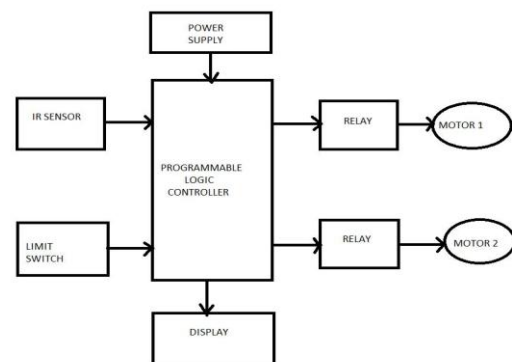 POWER
SUPPLY
IR SENSOR
RELAY
MOTOR 1
PROGRAMMABLE
LOGIC
CONTROLLER
LIMIT
SWITCH
RELAY
MOTOR 2
DISPLAY